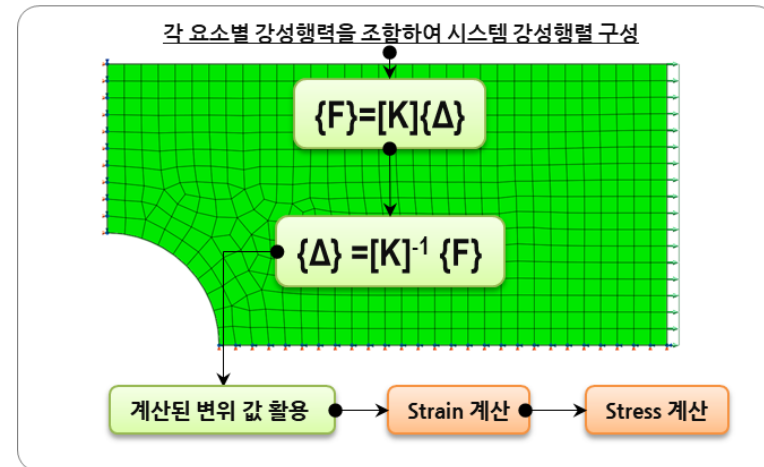 각 요소별 강성행력을 조합하여 시스템 강성행렬 구성
{F}=[K]{Δ}
{Δ} =[K]-1 {F}
계산된 변위 값 활용
Strain 계산
Stress 계산